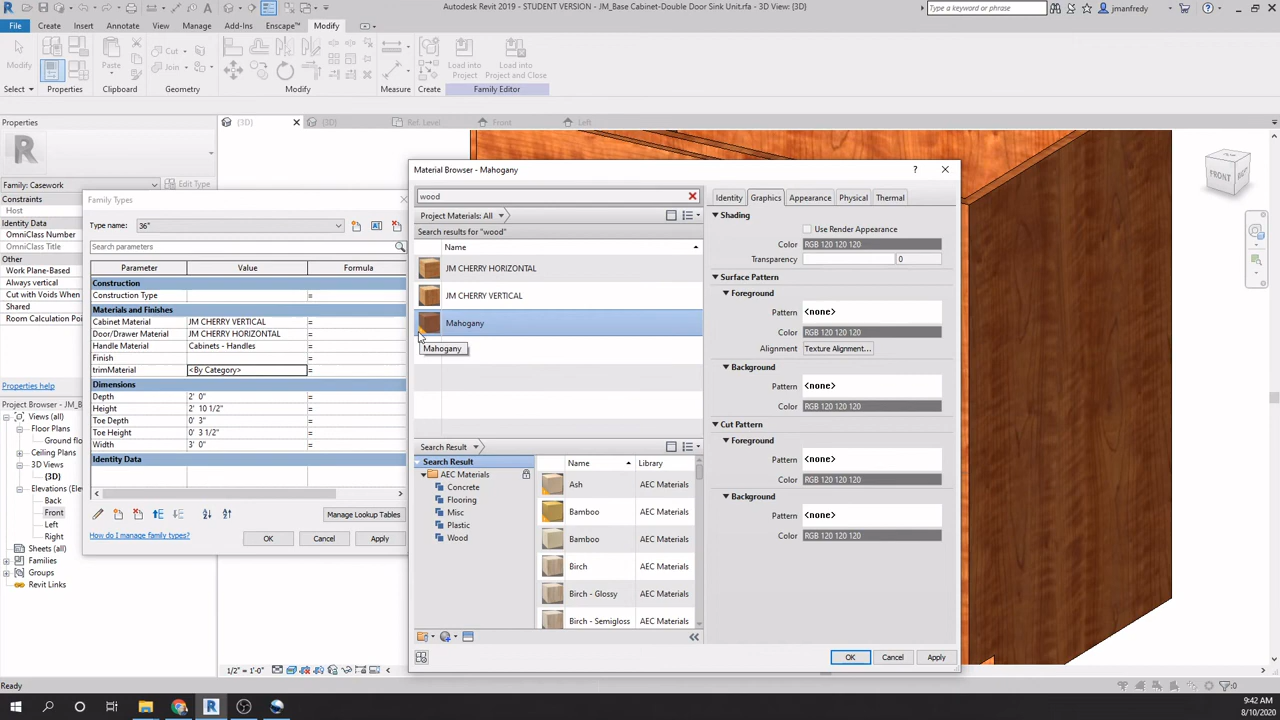 Autodesk Revit 2019 - STUDENT VERSION - JM_Base Cabinet-Double Door Sink Unit.rfa - 3D View: {3D}
Type a keyword or phrase
jmanfredy
File Create Insert Annotate View Manage Add-Ins Enscape™ Modify
Modify
Paste
Cut
Join
Load into Project
Load into Project and Close
Select Properties Clipboard Geometry Modify Measure Create Family Editor
Properties
{3D}
{3D}
Ref. Level
Front
Left
Family: Casework
Edit Type
Constraints
Host
Identity Data
OmniClass Number
OmniClass Title
Other
Work Plane-Based
Always vertical
Cut with Voids When
Shared
Room Calculation Poi
Properties help
Project Browser - JM_B
Views (all)
Floor Plans
Ground flo
Ceiling Plans
3D Views
{3D}
Elevations (Elev
Back
Front
Left
Right
Sheets (all)
Families
Groups
Revit Links
Family Types
Type name: 36"
Search parameters
Parameter Value Formula
Construction
Construction Type =
Materials and Finishes
Cabinet Material JM CHERRY VERTICAL =
Door/Drawer Material JM CHERRY HORIZONTAL =
Handle Material Cabinets - Handles =
Finish =
trimMaterial <By Category> =
Dimensions
Depth 2' 0" =
Height 2' 10 1/2" =
Toe Depth 0' 3" =
Toe Height 0' 3 1/2" =
Width 3' 0" =
Identity Data
Manage Lookup Tables
How do I manage family types?
OK Cancel Apply
Material Browser - Mahogany
?
wood
Project Materials: All
Search results for "wood"
Name
JM CHERRY HORIZONTAL
JM CHERRY VERTICAL
Mahogany
Mahogany
Search Result
Search Result
AEC Materials
Concrete
Flooring
Misc
Plastic
Wood
Name Library
Ash AEC Materials
Bamboo AEC Materials
Bamboo AEC Materials
Birch AEC Materials
Birch - Glossy AEC Materials
Birch - Semigloss AEC Materials
Identity Graphics Appearance Physical Thermal
Shading
Use Render Appearance
Color RGB 120 120 120
Transparency 0
Surface Pattern
Foreground
Pattern <none>
Color RGB 120 120 120
Alignment Texture Alignment...
Background
Pattern <none>
Color RGB 120 120 120
Cut Pattern
Foreground
Pattern <none>
Color RGB 120 120 120
Background
Pattern <none>
Color RGB 120 120 120
OK Cancel Apply
FRONT RIGHT
1/2" = 1'-0"
Ready
:0
9:42 AM
8/10/2020